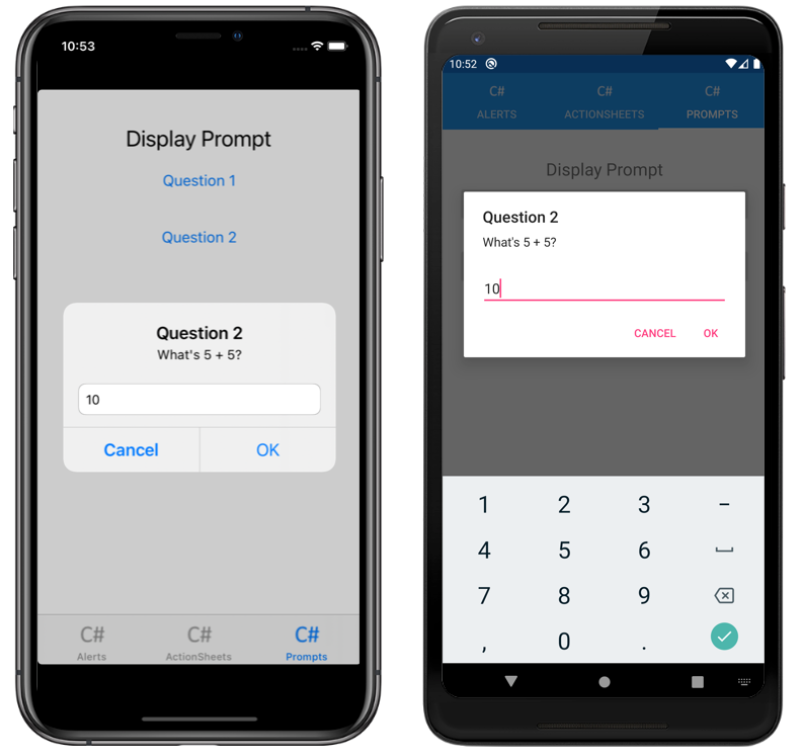 10:53
Display Prompt
Question 1
Question 2
Question 2
What's 5 + 5?
10
Cancel OK
C# C# C#
Alerts ActionSheets Prompts
10:52
C# C# C#
ALERTS ACTIONSHEETS PROMPTS
Display Prompt
Question 2
What's 5 + 5?
10
CANCEL OK
1 2 3 –
4 5 6
7 8 9
, 0 .